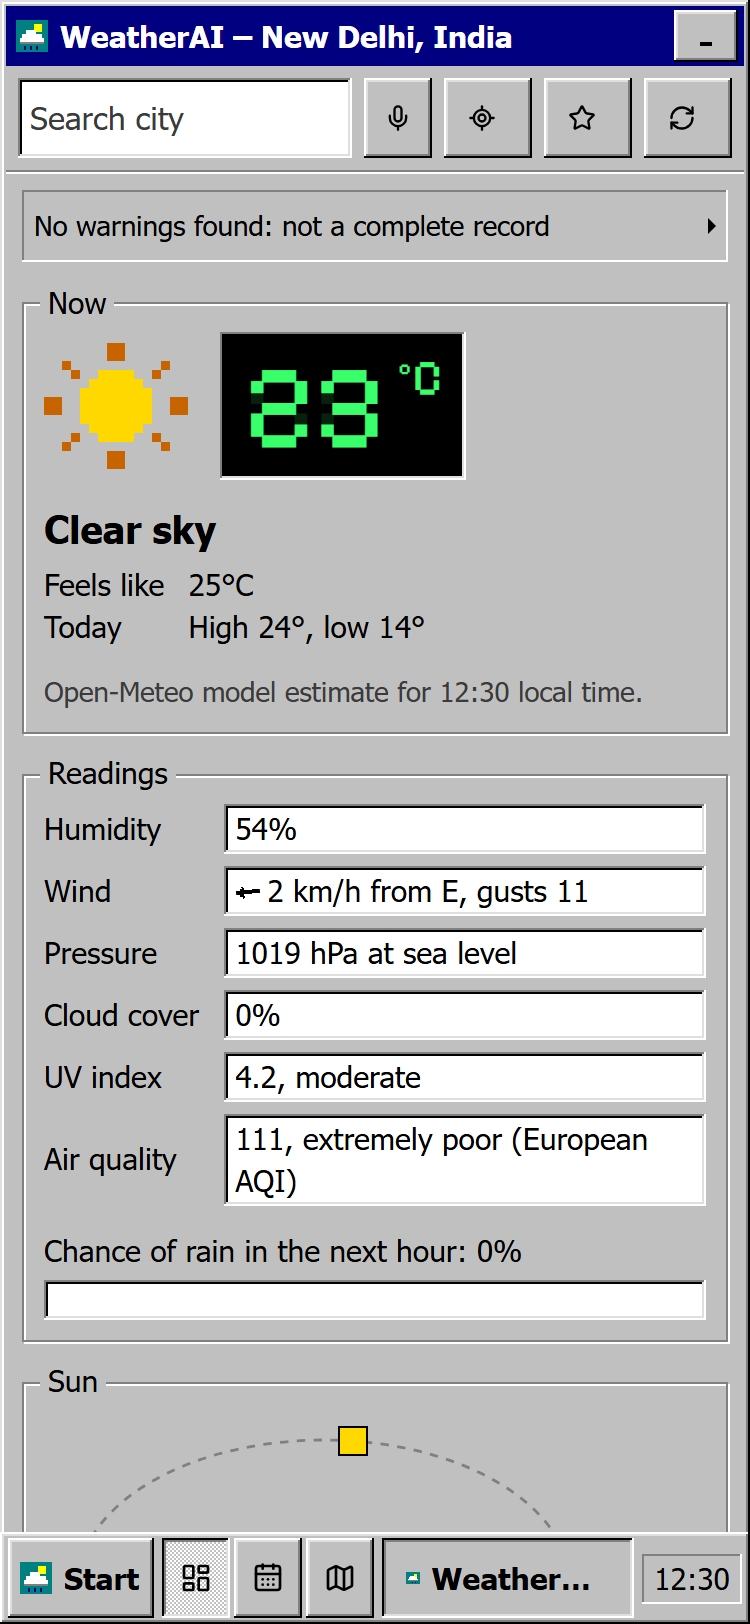 WeatherAI – New Delhi, India
Search city
No warnings found: not a complete record
Now
23 °C
Clear sky
Feels like 25°C
Today High 24°, low 14°
Open-Meteo model estimate for 12:30 local time.
Readings
Humidity 54%
Wind 2 km/h from E, gusts 11
Pressure 1019 hPa at sea level
Cloud cover 0%
UV index 4.2, moderate
Air quality 111, extremely poor (European
AQI)
Chance of rain in the next hour: 0%
Sun
Start Weather... 12:30